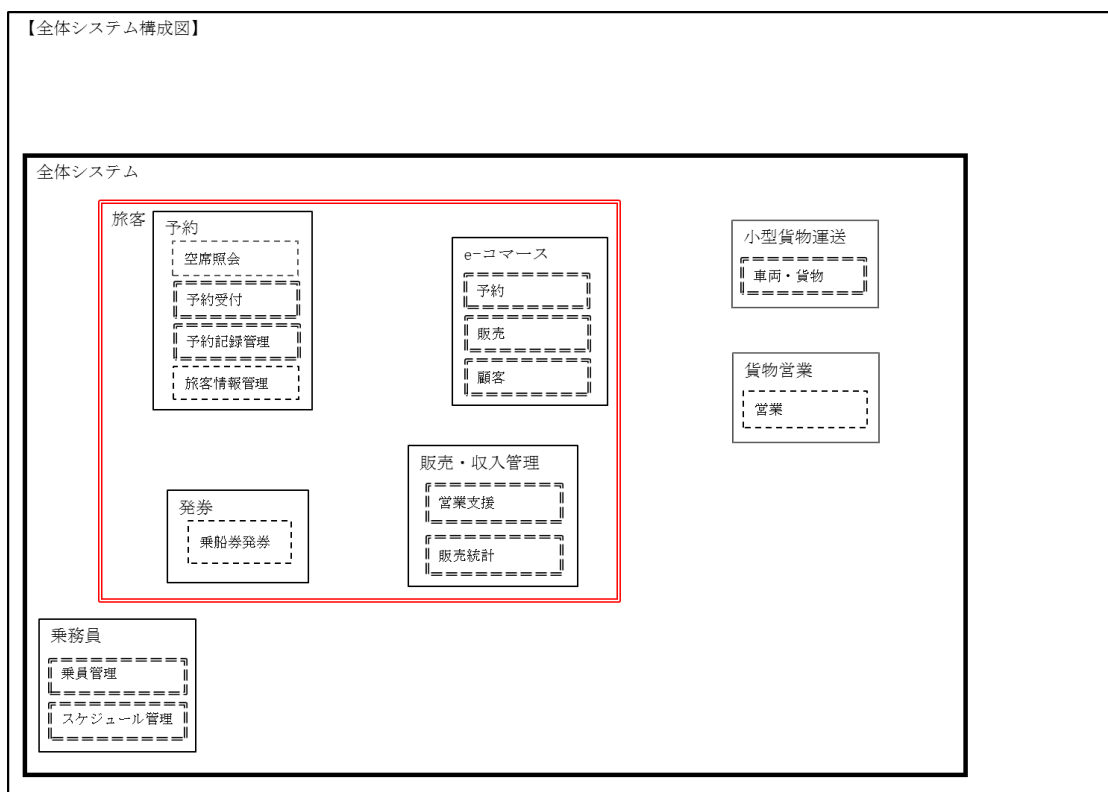 【全体システム構成図】
全体システム
旅客
予約
空席照会
予約受付
予約記録管理
旅客情報管理
e-コマース
予約
販売
顧客
小型貨物運送
車両・貨物
貨物営業
営業
発券
乗船券発券
販売・収入管理
営業支援
販売統計
乗務員
乗員管理
スケジュール管理